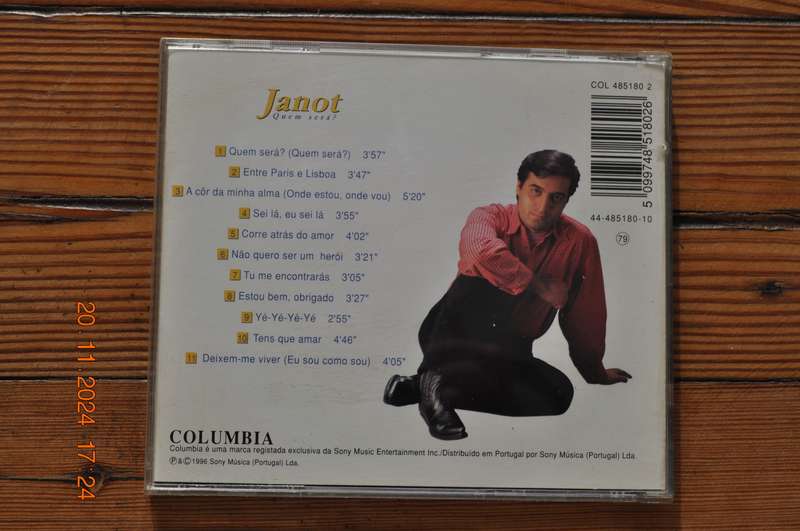 COL 485180 2
Janot
Quem será?
5 099748 518026
44-485180-10
79
1 Quem será? (Quem será?) 3'57"
2 Entre Paris e Lisboa 3'47"
3 A côr da minha alma (Onde estou, onde vou) 5'20"
4 Sei lá, eu sei lá 3'55"
5 Corre atrás do amor 4'02"
6 Não quero ser um herói 3'21"
7 Tu me encontrarás 3'05"
8 Estou bem, obrigado 3'27"
9 Yé-Yé-Yé-Yé 2'55"
10 Tens que amar 4'46"
11 Deixem-me viver (Eu sou como sou) 4'05"
COLUMBIA
Columbia é uma marca registada exclusiva da Sony Music Entertainment Inc./Distribuído em Portugal por Sony Música (Portugal) Lda.
℗&©1996 Sony Música (Portugal) Lda.
20.11.2024 17:24